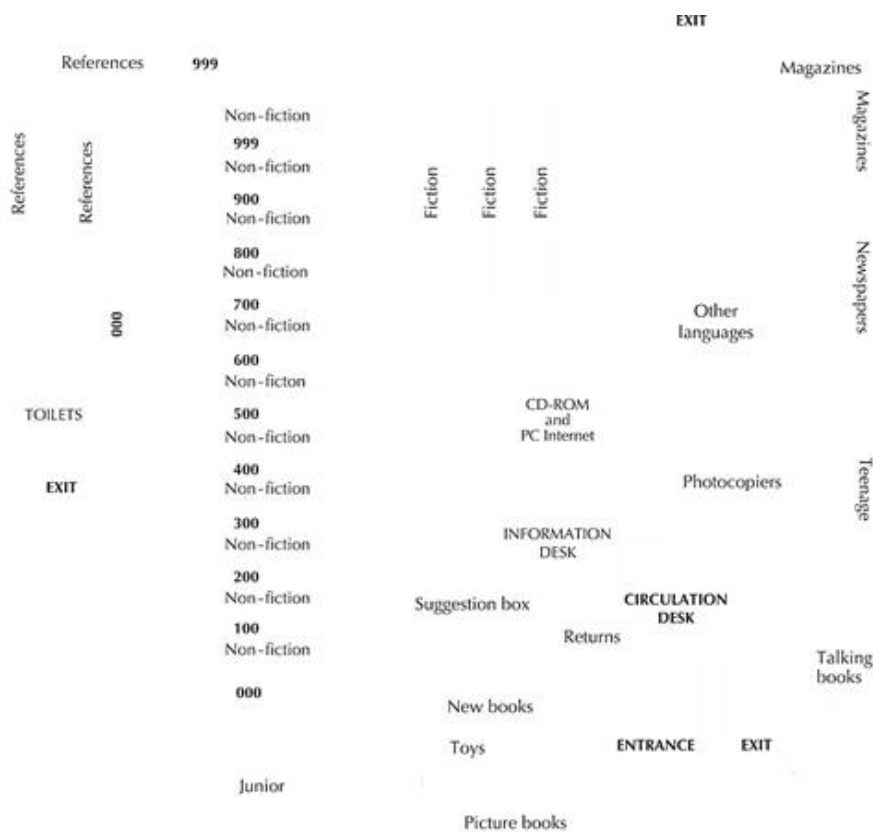 EXIT
References 999
Magazines
Magazines
Non-fiction
999
References
References
Non-fiction
Fiction
Fiction
Fiction
900
Non-fiction
800
Non-fiction
Newspapers
700
000
Non-fiction
Other
languages
600
Non-ficton
TOILETS
500
CD-ROM
and
PC Internet
Non-fiction
400
EXIT
Non-fiction
Photocopiers
Teenage
300
Non-fiction
INFORMATION
DESK
200
Non-fiction
Suggestion box
CIRCULATION
DESK
100
Returns
Non-fiction
Talking
books
000
New books
Toys
ENTRANCE
EXIT
Junior
Picture books